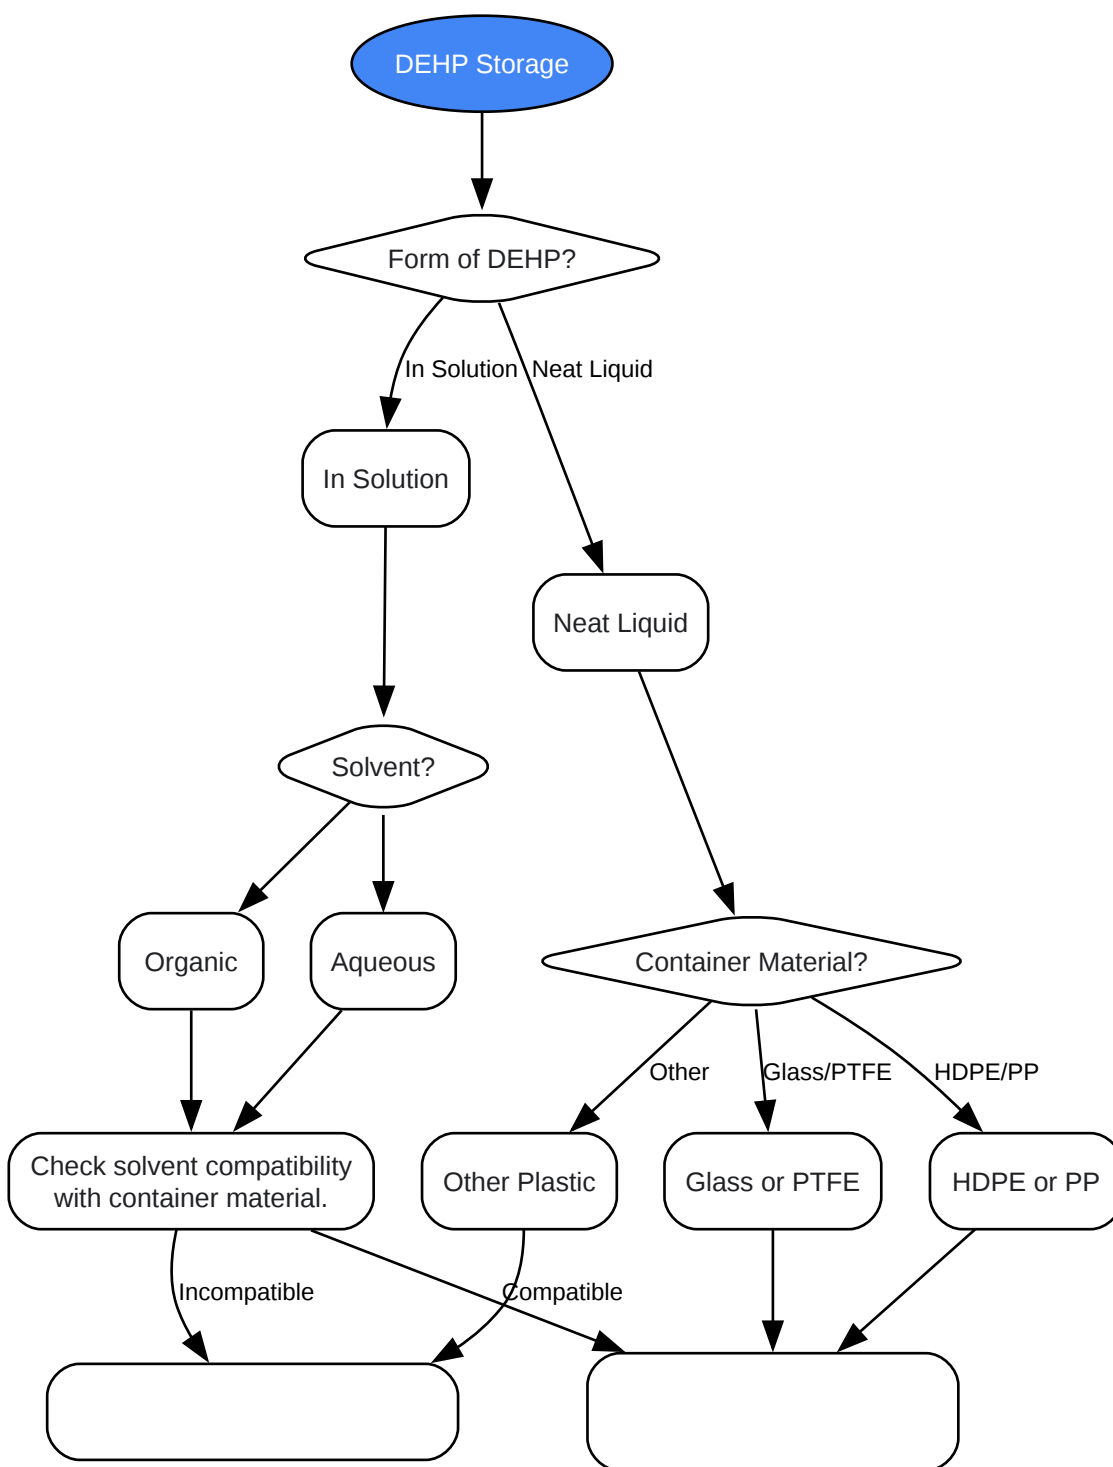 DEHP Storage
Form of DEHP?
In Solution
Neat Liquid
In Solution
Neat Liquid
Solvent?
Organic
Aqueous
Container Material?
Other
Glass/PTFE
HDPE/PP
Check solvent compatibility
with container material.
Other Plastic
Glass or PTFE
HDPE or PP
Incompatible
Compatible